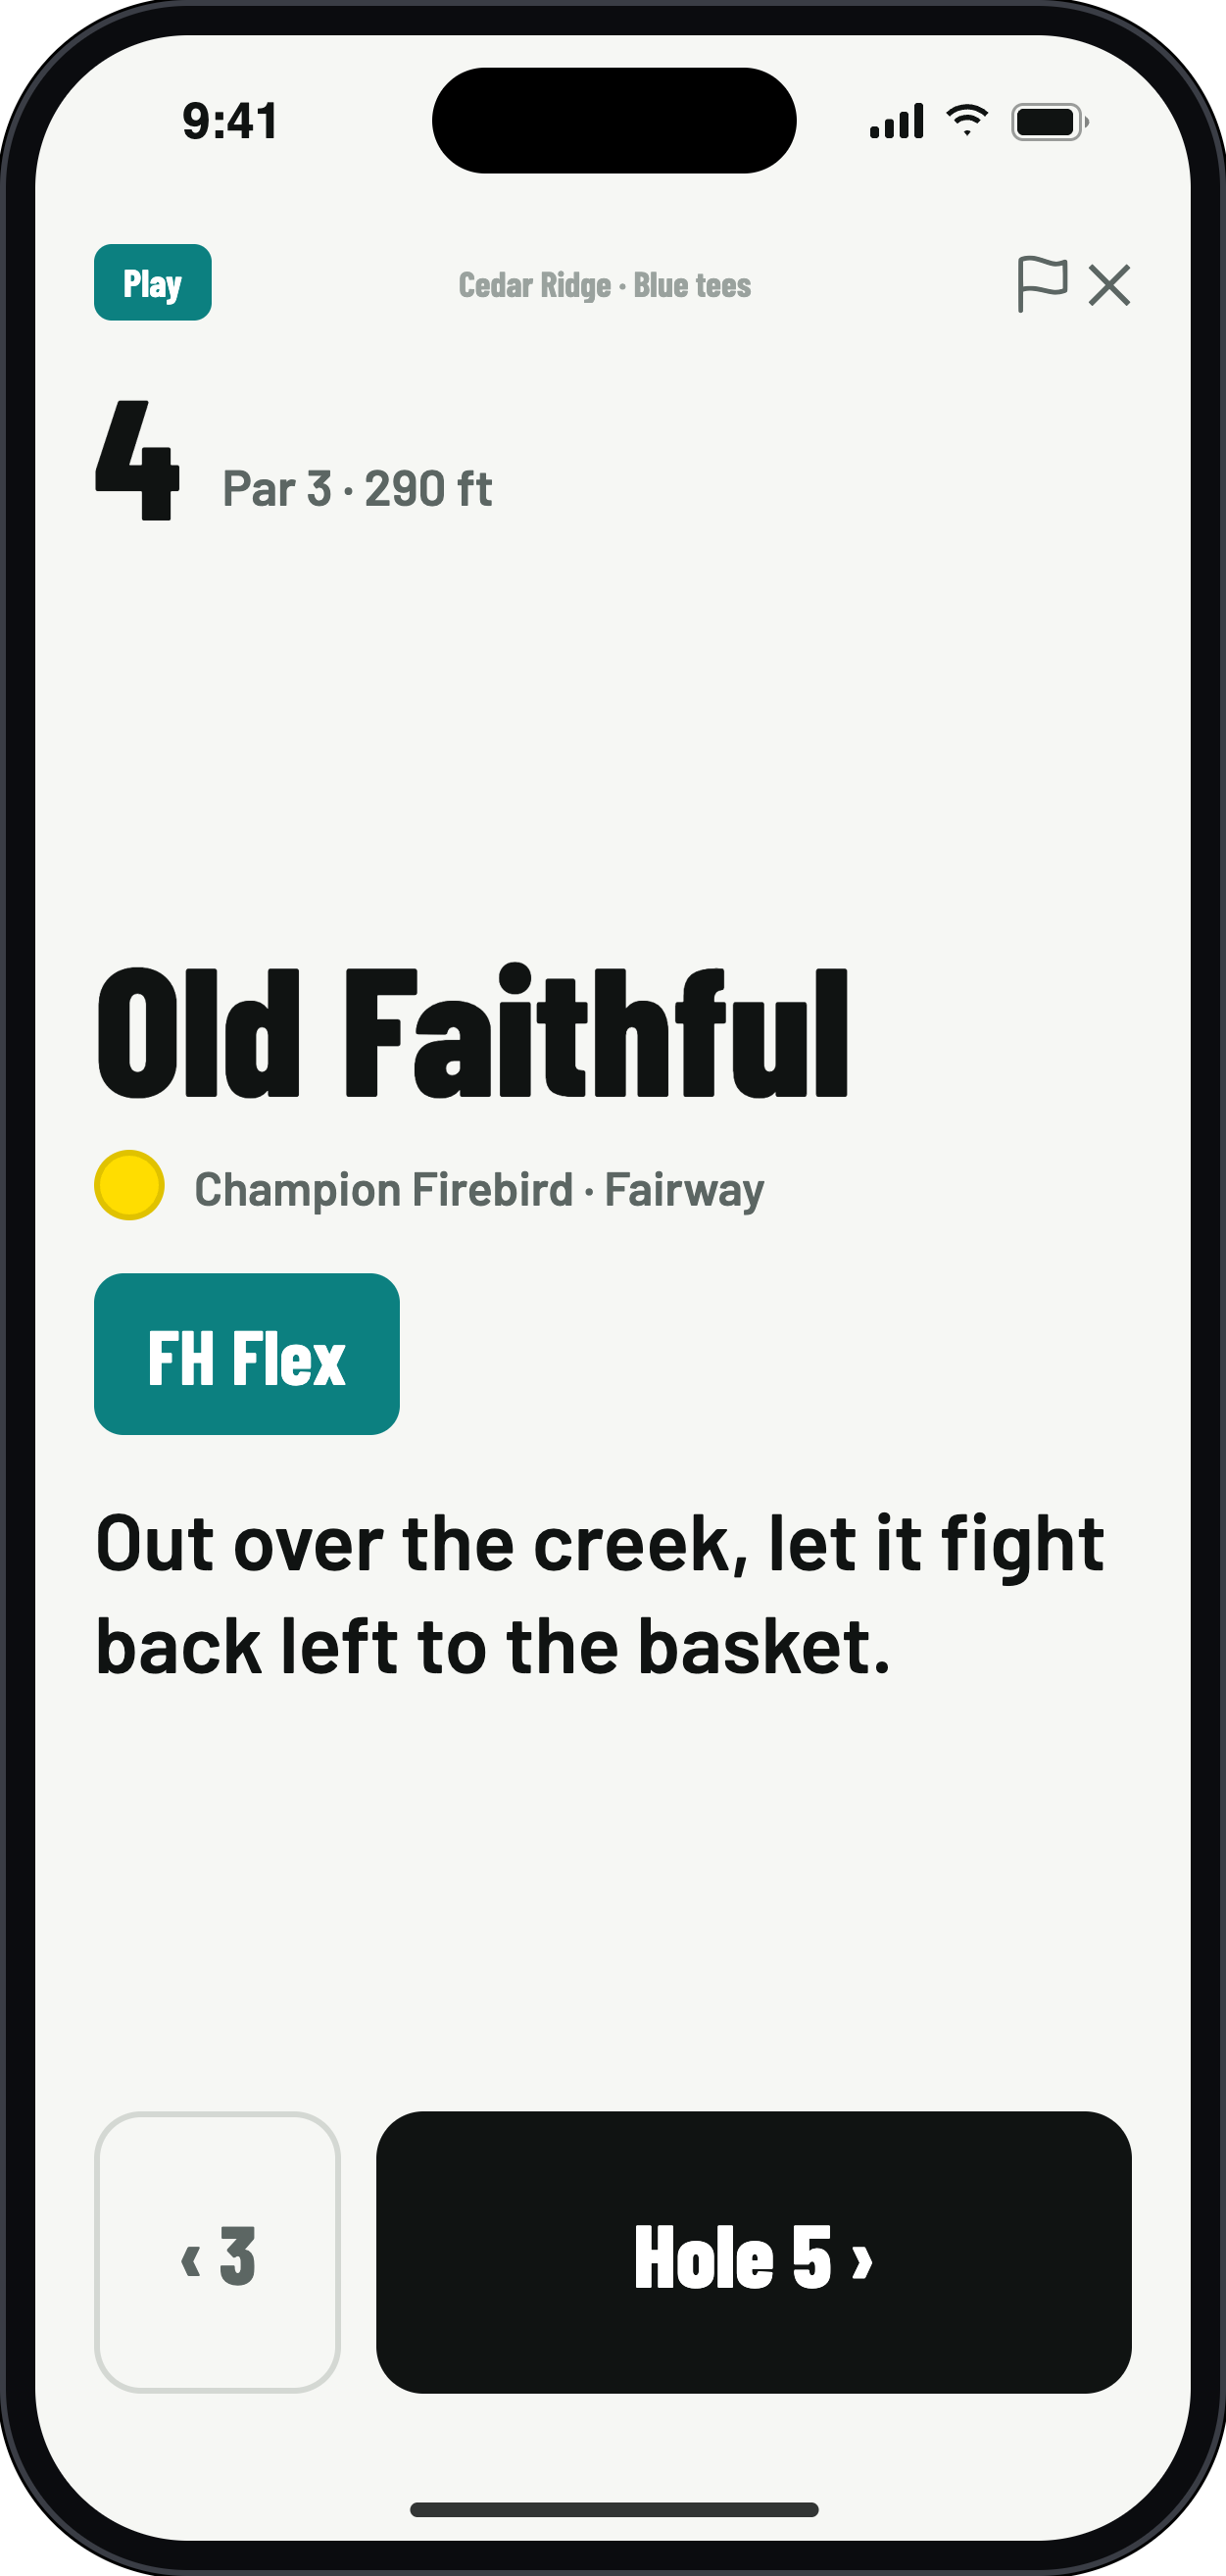 9:41
Play
Cedar Ridge · Blue tees
4
Par 3 · 290 ft
Old Faithful
Champion Firebird · Fairway
FH Flex
Out over the creek, let it fight
back left to the basket.
‹ 3
Hole 5 ›